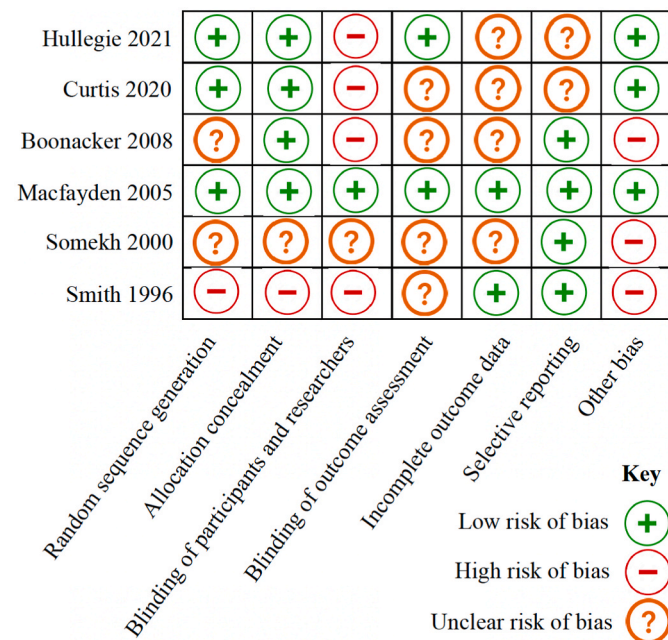 Hullegie 2021
Curtis 2020
Boonacker 2008
Macfayden 2005
Somekh 2000
Smith 1996
Random sequence generation
Allocation concealment
Blinding of participants and researchers
Blinding of outcome assessment
Incomplete outcome data
Selective reporting
Other bias
Key
Low risk of bias
High risk of bias
Unclear risk of bias